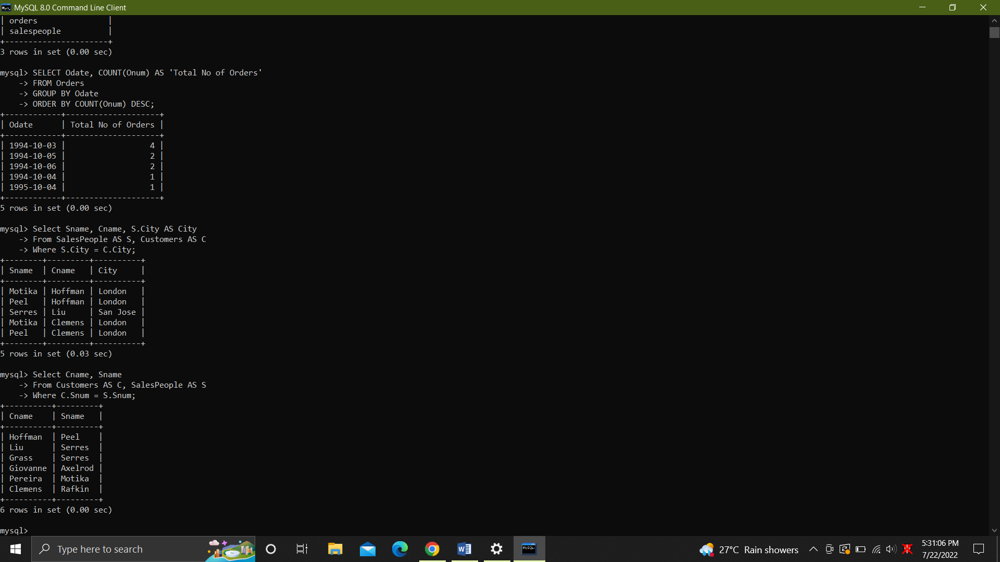 MySQL 8.0 Command Line Client
| orders               |
| salespeople          |
+----------------------+
3 rows in set (0.00 sec)
mysql> SELECT Odate, COUNT(Onum) AS 'Total No of Orders'
    -> FROM Orders
    -> GROUP BY Odate
    -> ORDER BY COUNT(Onum) DESC;
+------------+--------------------+
| Odate      | Total No of Orders |
+------------+--------------------+
| 1994-10-03 |                  4 |
| 1994-10-05 |                  2 |
| 1994-10-06 |                  2 |
| 1994-10-04 |                  1 |
| 1995-10-04 |                  1 |
+------------+--------------------+
5 rows in set (0.00 sec)
mysql> Select Sname, Cname, S.City AS City
    -> From SalesPeople AS S, Customers AS C
    -> Where S.City = C.City;
+--------+---------+----------+
| Sname  | Cname   | City     |
+--------+---------+----------+
| Motika | Hoffman | London   |
| Peel   | Hoffman | London   |
| Serres | Liu     | San Jose |
| Motika | Clemens | London   |
| Peel   | Clemens | London   |
+--------+---------+----------+
5 rows in set (0.03 sec)
mysql> Select Cname, Sname
    -> From Customers AS C, SalesPeople AS S
    -> Where C.Snum = S.Snum;
+----------+---------+
| Cname    | Sname   |
+----------+---------+
| Hoffman  | Peel    |
| Liu      | Serres  |
| Grass    | Serres  |
| Giovanne | Axelrod |
| Pereira  | Motika  |
| Clemens  | Rafkin  |
+----------+---------+
6 rows in set (0.00 sec)
mysql>
Type here to search
MySQL
27°C Rain showers
5:31:06 PM
7/22/2022